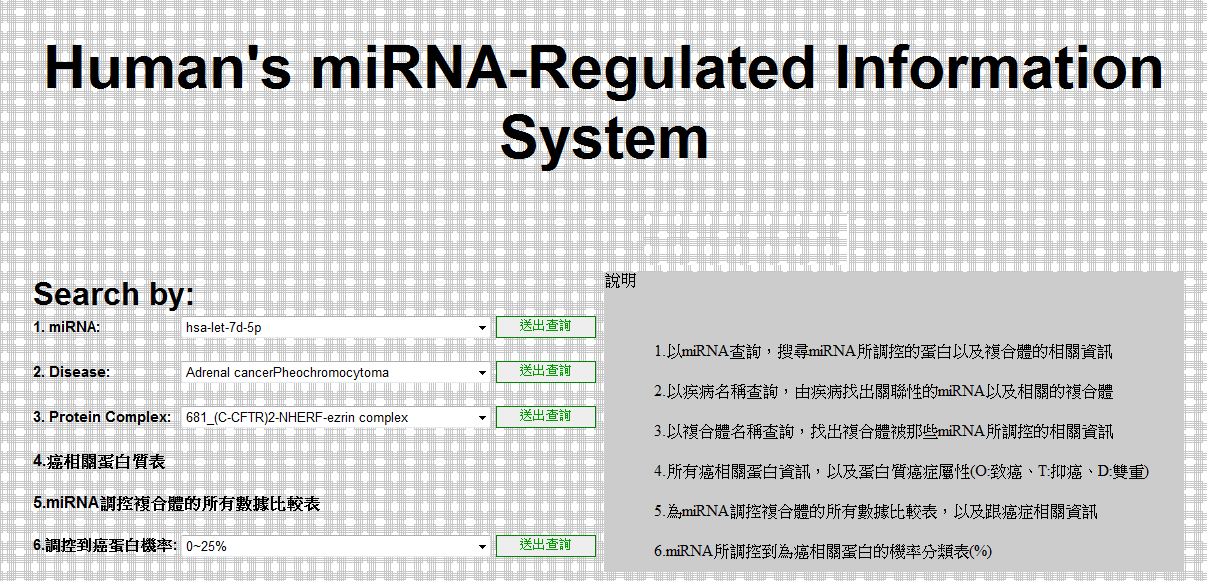 Human's miRNA-Regulated Information
System
Search by:
1. miRNA: hsa-let-7d-5p 送出查詢
2. Disease: Adrenal cancerPheochromocytoma 送出查詢
3. Protein Complex: 681_(C-CFTR)2-NHERF-ezrin complex 送出查詢
4.癌相關蛋白質表
5.miRNA調控複合體的所有數據比較表
6.調控到癌蛋白機率: 0~25% 送出查詢
說明
1.以miRNA查詢，搜尋miRNA所調控的蛋白以及複合體的相關資訊
2.以疾病名稱查詢，由疾病找出關聯性的miRNA以及相關的複合體
3.以複合體名稱查詢，找出複合體被那些miRNA所調控的相關資訊
4.所有癌相關蛋白資訊，以及蛋白質癌症屬性(O:致癌、T:抑癌、D:雙重)
5.為miRNA調控複合體的所有數據比較表，以及跟癌症相關資訊
6.miRNA所調控到為癌相關蛋白的機率分類表(%)